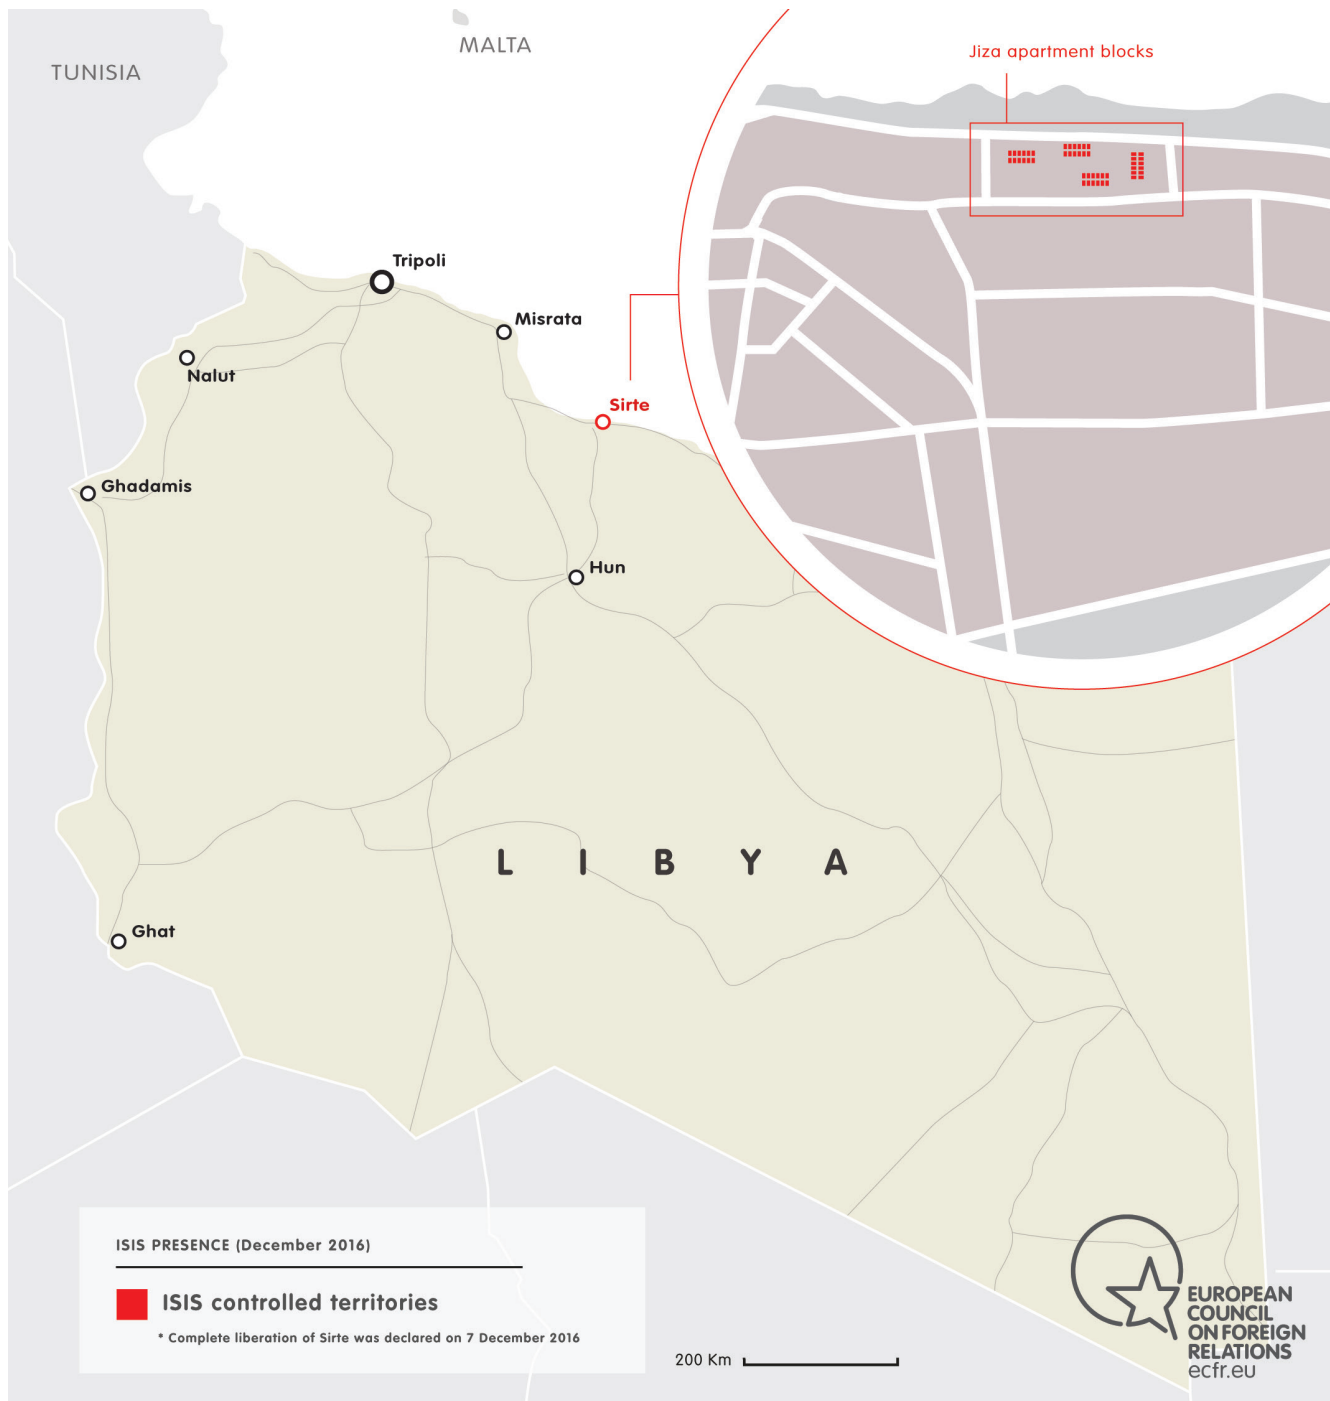 MALTA
TUNISIA
Jiza apartment blocks
Tripoli
Misrata
Nalut
Sirte
Ghadamis
Hun
L I B Y A
Ghat
ISIS PRESENCE (December 2016)
ISIS controlled territories
* Complete liberation of Sirte was declared on 7 December 2016
200 Km
EUROPEAN
COUNCIL
ON FOREIGN
RELATIONS
ecfr.eu